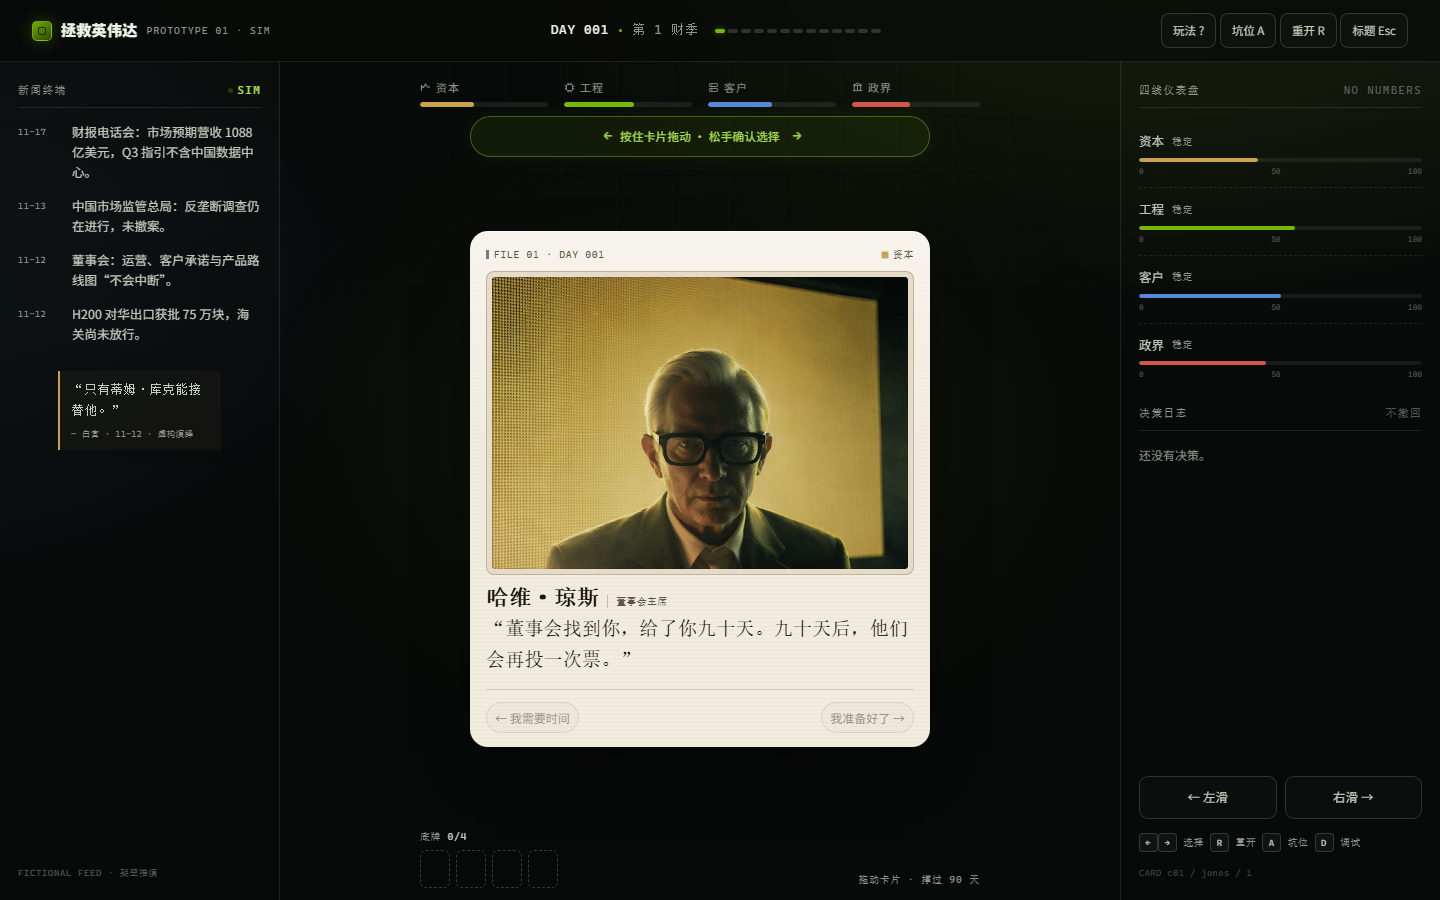 拯救英伟达 PROTOTYPE 01 · SIM
DAY 001 · 第 1 财季
玩法 ? 坑位 A 重开 R 标题 Esc
新闻终端 SIM
11-17 财报电话会：市场预期营收 1088
亿美元，Q3 指引不含中国数据中
心。
11-13 中国市场监管总局：反垄断调查仍
在进行，未撤案。
11-12 董事会：运营、客户承诺与产品路
线图“不会中断”。
11-12 H200 对华出口获批 75 万块，海
关尚未放行。
“只有蒂姆·库克能接
替他。”
— 白宫 · 11-12 · 虚构演绎
FICTIONAL FEED · 架空推演
资本 工程 客户 政界
← 按住卡片拖动 · 松手确认选择 →
FILE 01 · DAY 001 资本
哈维·琼斯 董事会主席
“董事会找到你，给了你九十天。九十天后，他们
会再投一次票。”
← 我需要时间 我准备好了 →
底牌 0/4
拖动卡片 · 撑过 90 天
四线仪表盘 NO NUMBERS
资本 稳定
0 50 100
工程 稳定
0 50 100
客户 稳定
0 50 100
政界 稳定
0 50 100
决策日志 不撤回
还没有决策。
← 左滑 右滑 →
← → 选择 R 重开 A 坑位 D 调试
CARD c01 / jones / 1